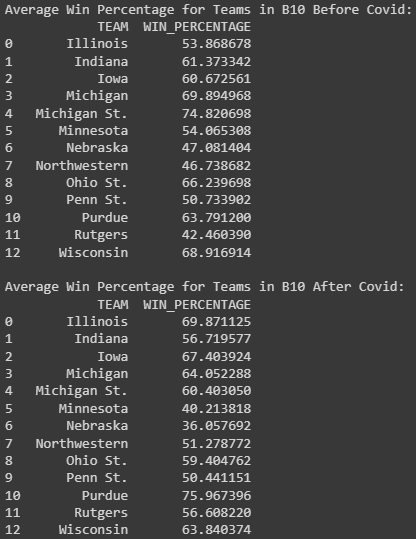 Average Win Percentage for Teams in B10 Before Covid:
TEAM WIN_PERCENTAGE
0 Illinois 53.868678
1 Indiana 61.373342
2 Iowa 60.672561
3 Michigan 69.894968
4 Michigan St. 74.820698
5 Minnesota 54.065308
6 Nebraska 47.081404
7 Northwestern 46.738682
8 Ohio St. 66.239698
9 Penn St. 50.733902
10 Purdue 63.791200
11 Rutgers 42.460390
12 Wisconsin 68.916914
Average Win Percentage for Teams in B10 After Covid:
TEAM WIN_PERCENTAGE
0 Illinois 69.871125
1 Indiana 56.719577
2 Iowa 67.403924
3 Michigan 64.052288
4 Michigan St. 60.403050
5 Minnesota 40.213818
6 Nebraska 36.057692
7 Northwestern 51.278772
8 Ohio St. 59.404762
9 Penn St. 50.441151
10 Purdue 75.967396
11 Rutgers 56.608220
12 Wisconsin 63.840374